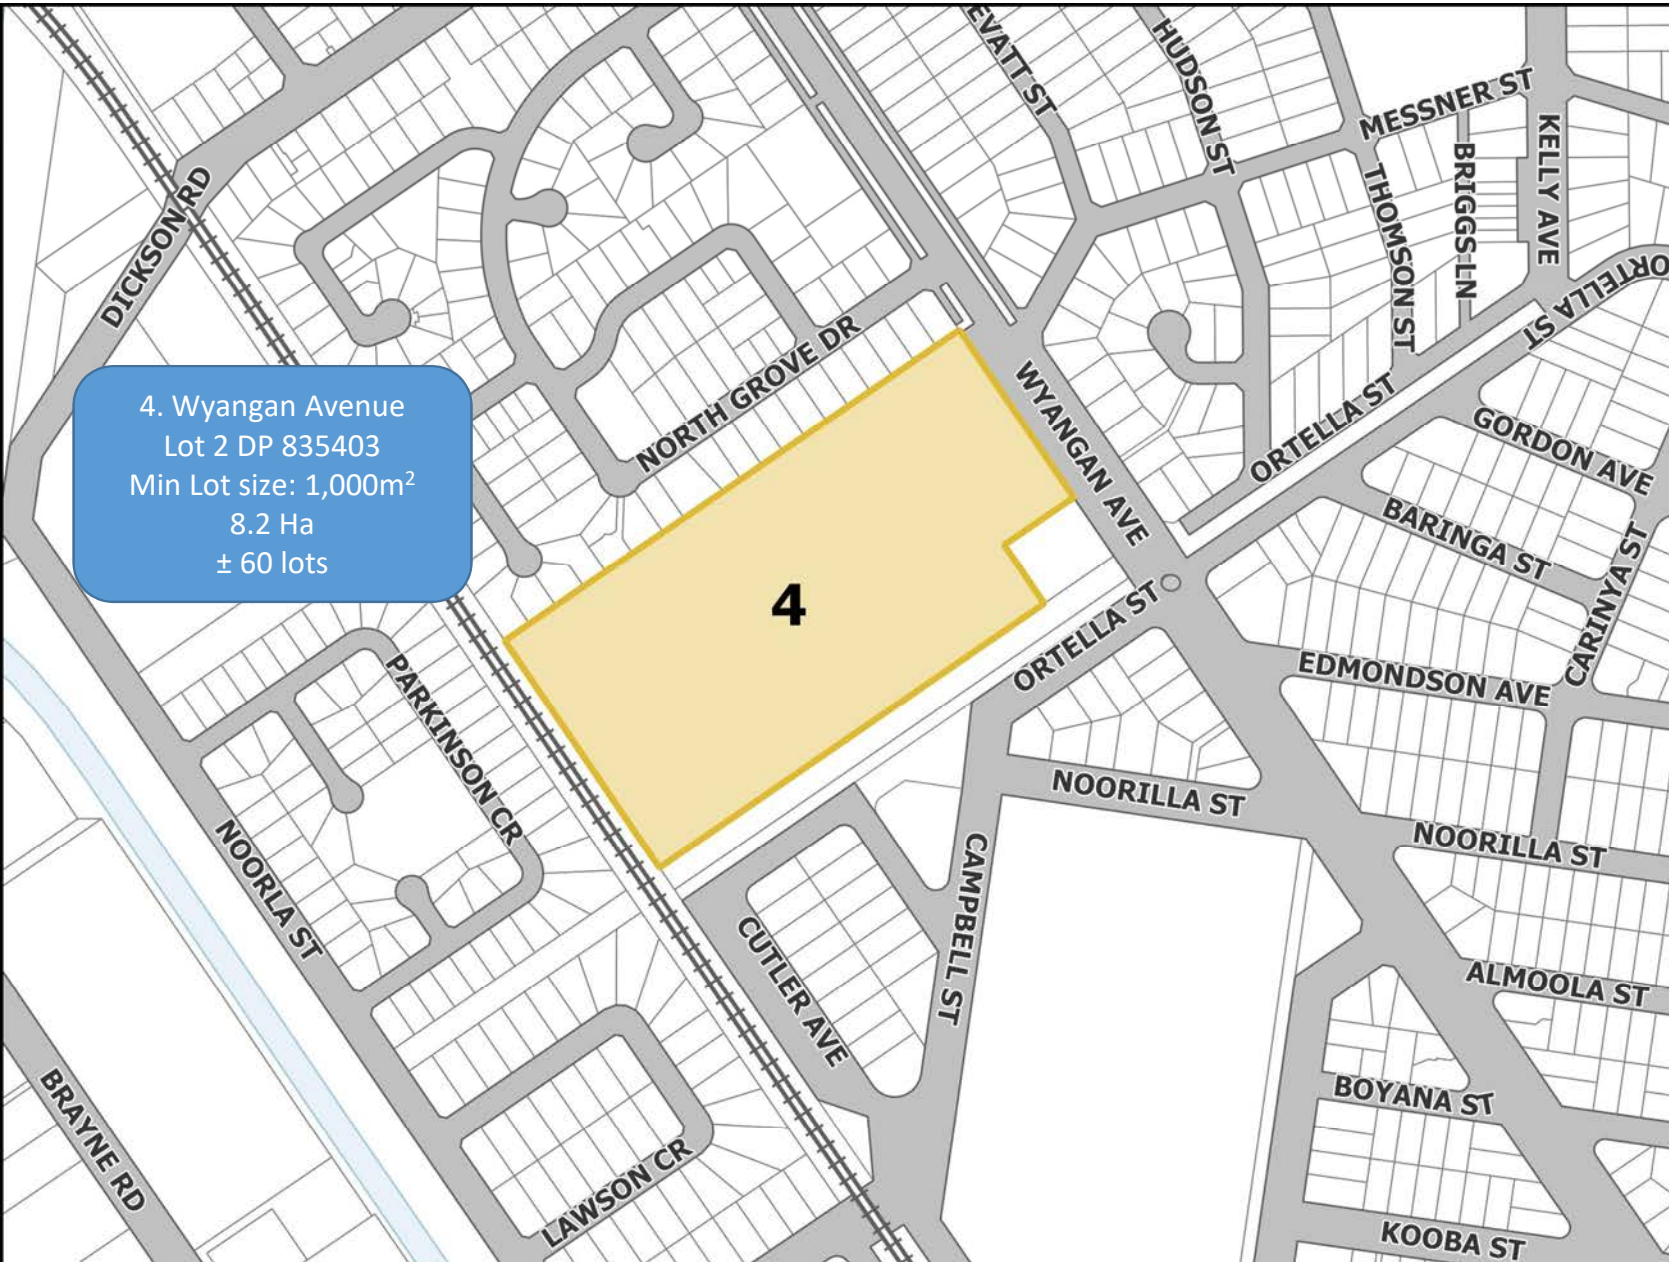 EVATT ST
HUDSON ST
MESSNER ST
KELLY AVE
BRIGGS LN
THOMSON ST
DICKSON RD
ORTELLA ST
NORTH GROVE DR
WYANGAN AVE
ORTELLA ST
GORDON AVE
4. Wyangan Avenue
Lot 2 DP 835403
Min Lot size: 1,000m²
8.2 Ha
± 60 lots
BARINGA ST
CARINYA ST
4
ORTELLA ST
EDMONDSON AVE
PARKINSON CR
NOORILLA ST
NOORILLA ST
NOORLA ST
CAMPBELL ST
CUTLER AVE
ALMOOLA ST
BOYANA ST
BRAYNE RD
LAWSON CR
KOOBA ST